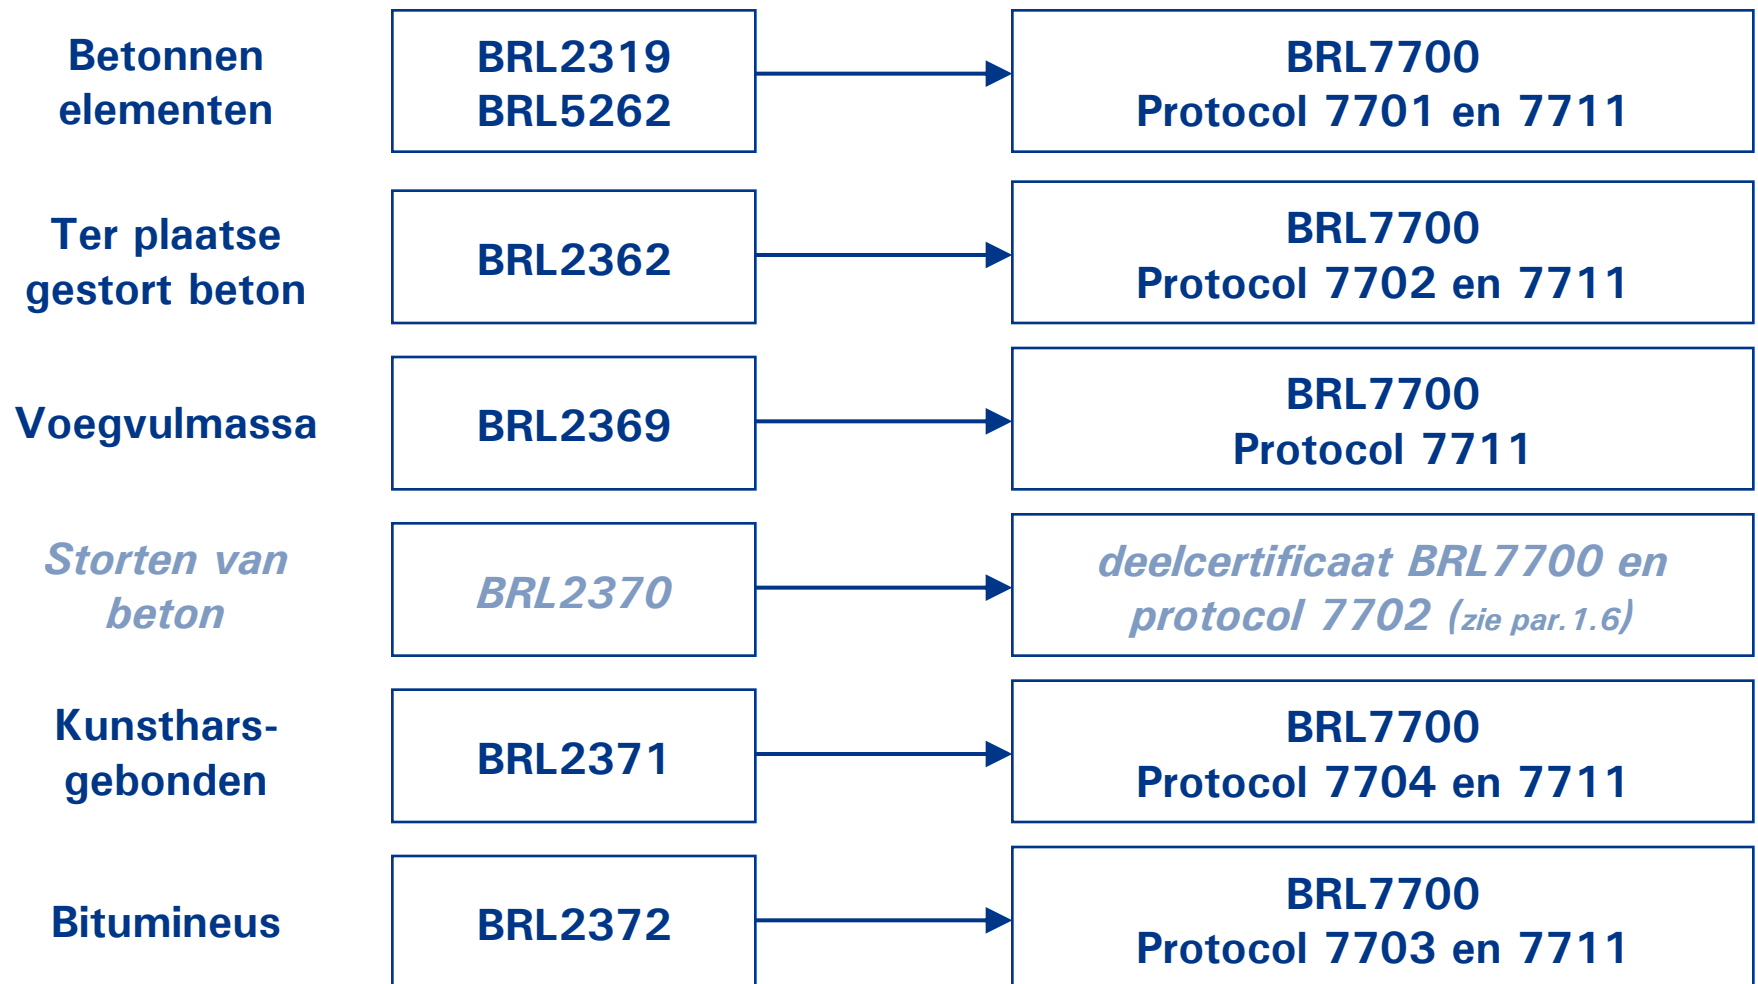 Betonnen
elementen
BRL2319
BRL5262
BRL7700
Protocol 7701 en 7711
Ter plaatse
gestort beton
BRL2362
BRL7700
Protocol 7702 en 7711
Voegvulmassa
BRL2369
BRL7700
Protocol 7711
Storten van
beton
BRL2370
deelcertificaat BRL7700 en
protocol 7702 (zie par.1.6)
Kunsthars-
gebonden
BRL2371
BRL7700
Protocol 7704 en 7711
Bitumineus
BRL2372
BRL7700
Protocol 7703 en 7711